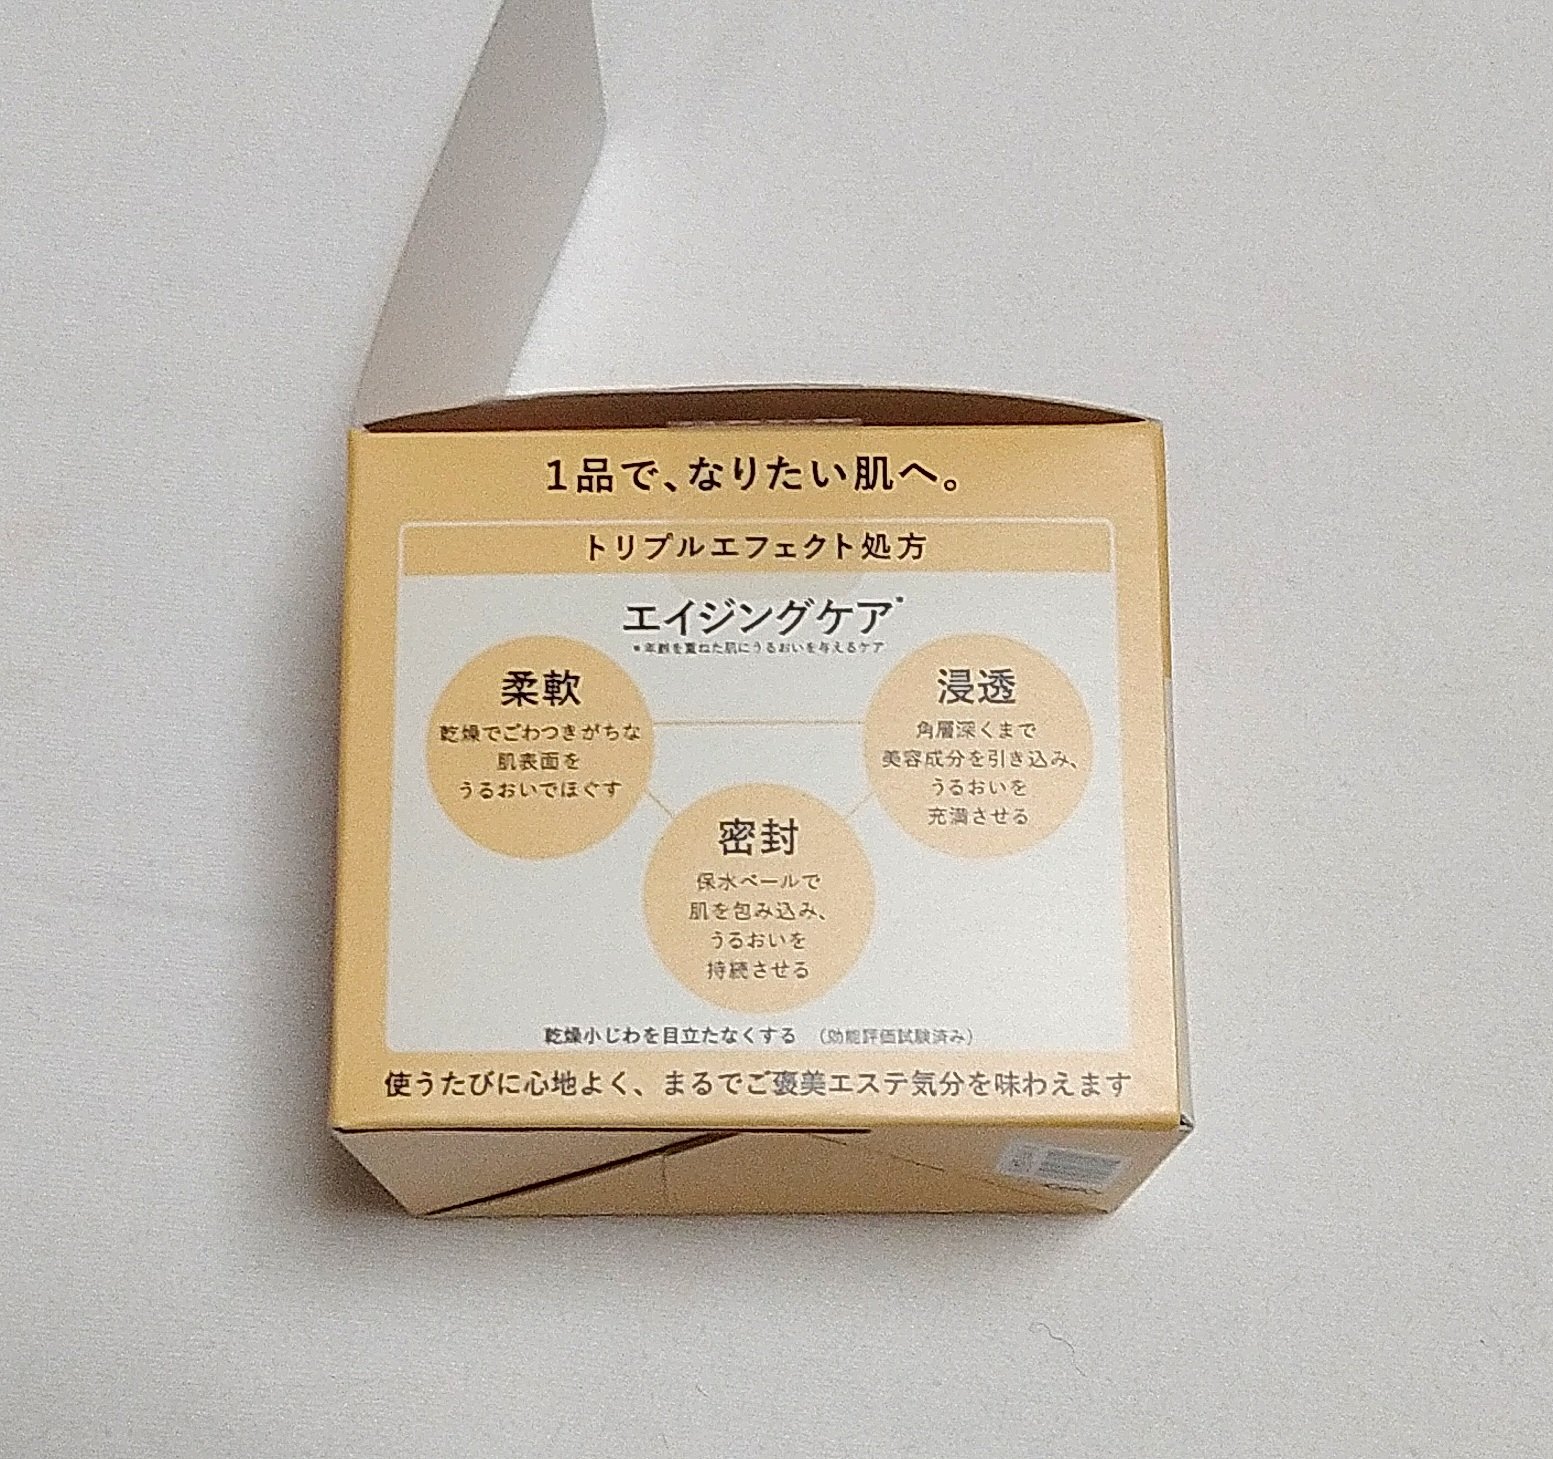 1品で、なりたい肌へ。
トリプルエフェクト処方
エイジングケア*
*年齢を重ねた肌にうるおいを与えるケア
柔軟
乾燥でごわつきがちな
肌表面を
うるおいでほぐす
浸透
角層深くまで
美容成分を引き込み、
うるおいを
充満させる
密封
保水ベールで
肌を包み込み、
うるおいを
持続させる
乾燥小じわを目立たなくする （効能評価試験済み）
使うたびに心地よく、まるでご褒美エステ気分を味わえます